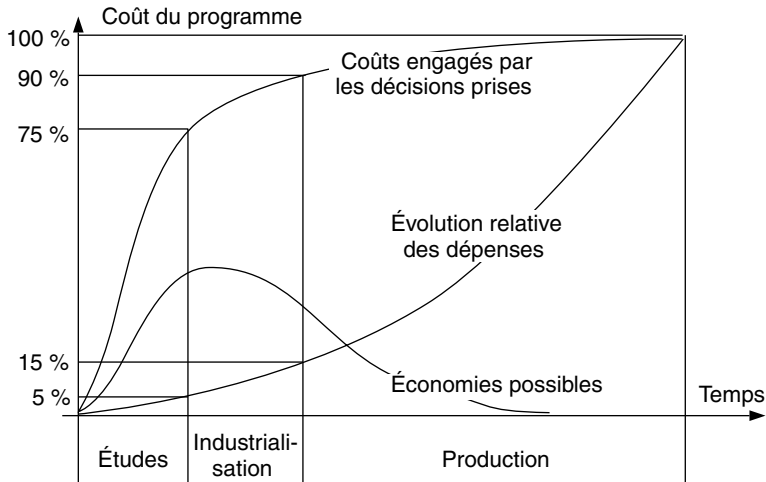 Coût du programme
100 %
Coûts engagés par
les décisions prises
90 %
75 %
Évolution relative
des dépenses
15 %
Économies possibles
5 %
Temps
Études
Industriali-
sation
Production